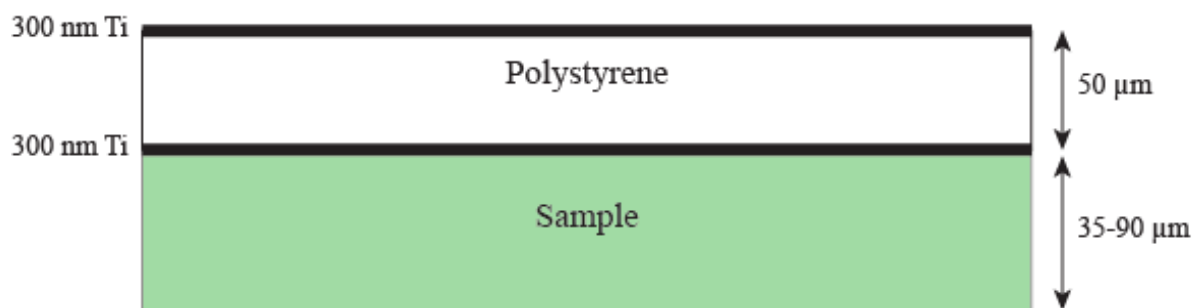 300 nm Ti
Polystyrene
50 μm
300 nm Ti
Sample
35-90 μm